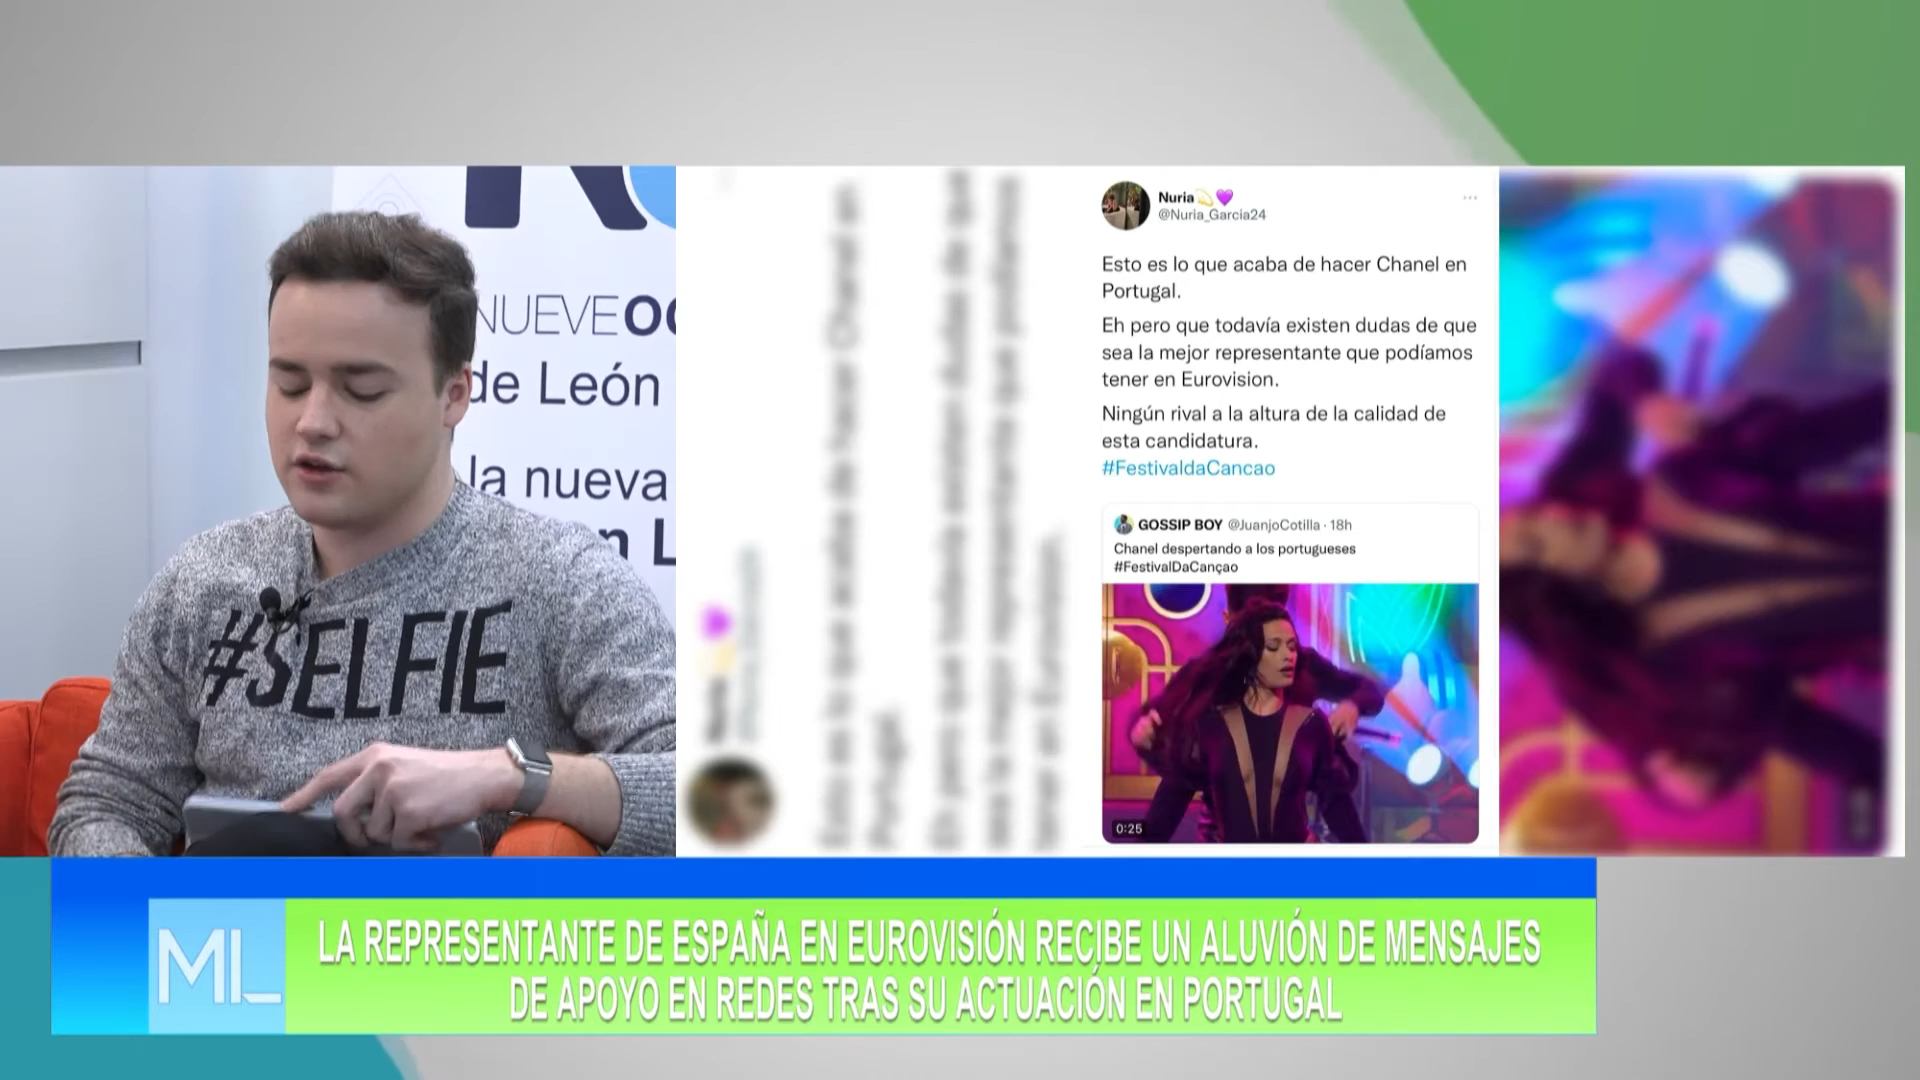 NUEVE
de León
la nueva
n L
#SELFIE
Nuria
@Nuria_Garcia24
Esto es lo que acaba de hacer Chanel en
Portugal.
Eh pero que todavía existen dudas de que
sea la mejor representante que podíamos
tener en Eurovision.
Ningún rival a la altura de la calidad de
esta candidatura.
#FestivaldaCancao
GOSSIP BOY @JuanjoCotilla · 18h
Chanel despertando a los portugueses
#FestivalDaCançao
0:25
ML
LA REPRESENTANTE DE ESPAÑA EN EUROVISIÓN RECIBE UN ALUVIÓN DE MENSAJES
DE APOYO EN REDES TRAS SU ACTUACIÓN EN PORTUGAL